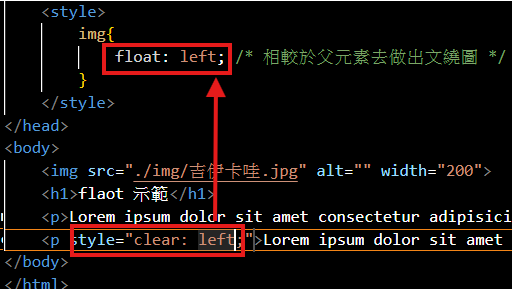 <style>
img{
float: left; /* 相較於父元素去做出文繞圖 */
}
</style>
</head>
<body>
<img src="./img/吉伊卡哇.jpg" alt="" width="200">
<h1>flaot 示範</h1>
<p>Lorem ipsum dolor sit amet consectetur adipisici
<p style="clear: left;">Lorem ipsum dolor sit amet
</body>
</html>